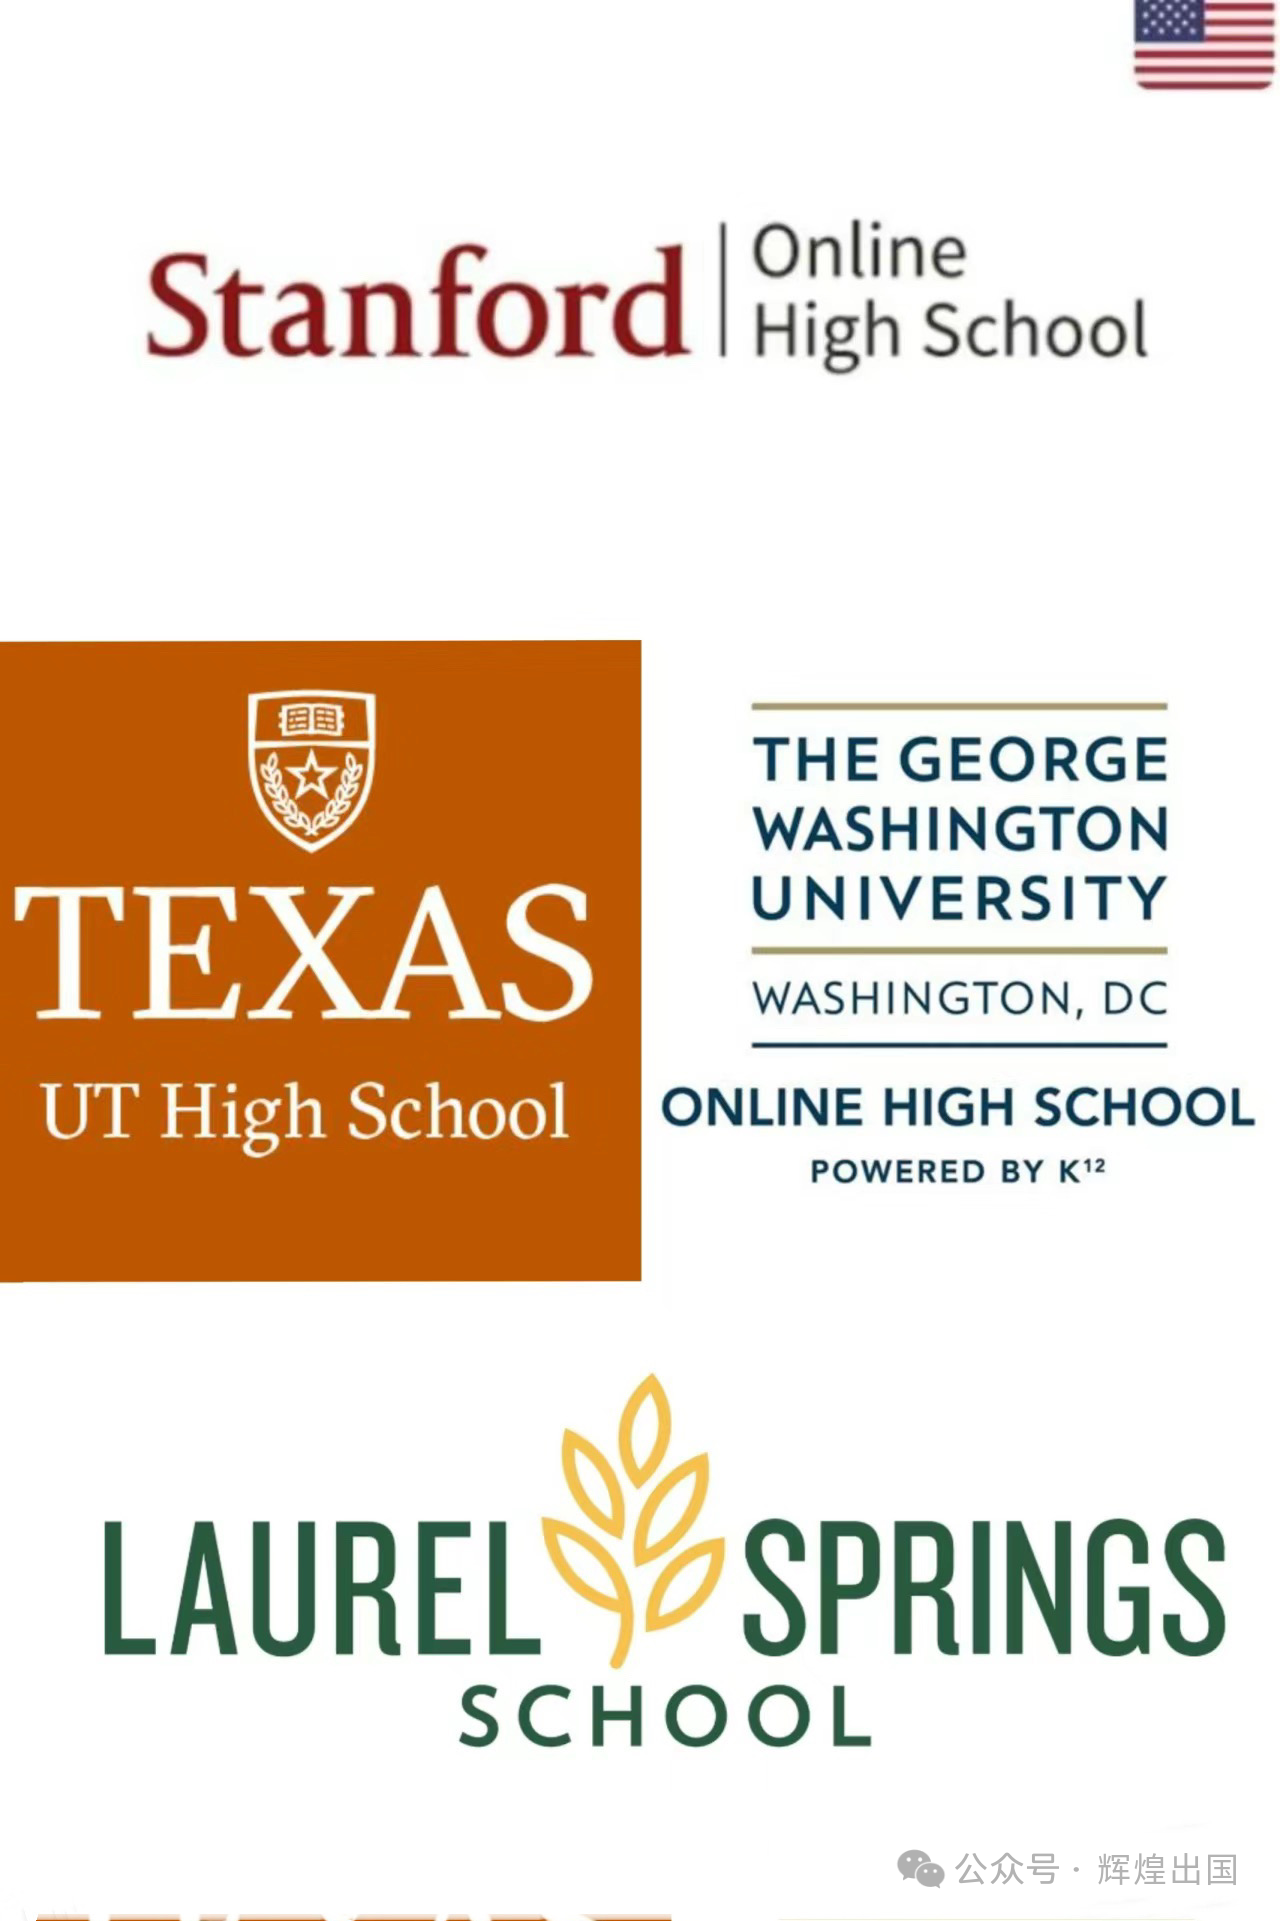 Stanford
Online
High School
TEXAS
UT High School
THE GEORGE
WASHINGTON
UNIVERSITY
WASHINGTON, DC
ONLINE HIGH SCHOOL
POWERED BY K¹²
LAUREL SPRINGS
SCHOOL
公众号 · 辉煌出国